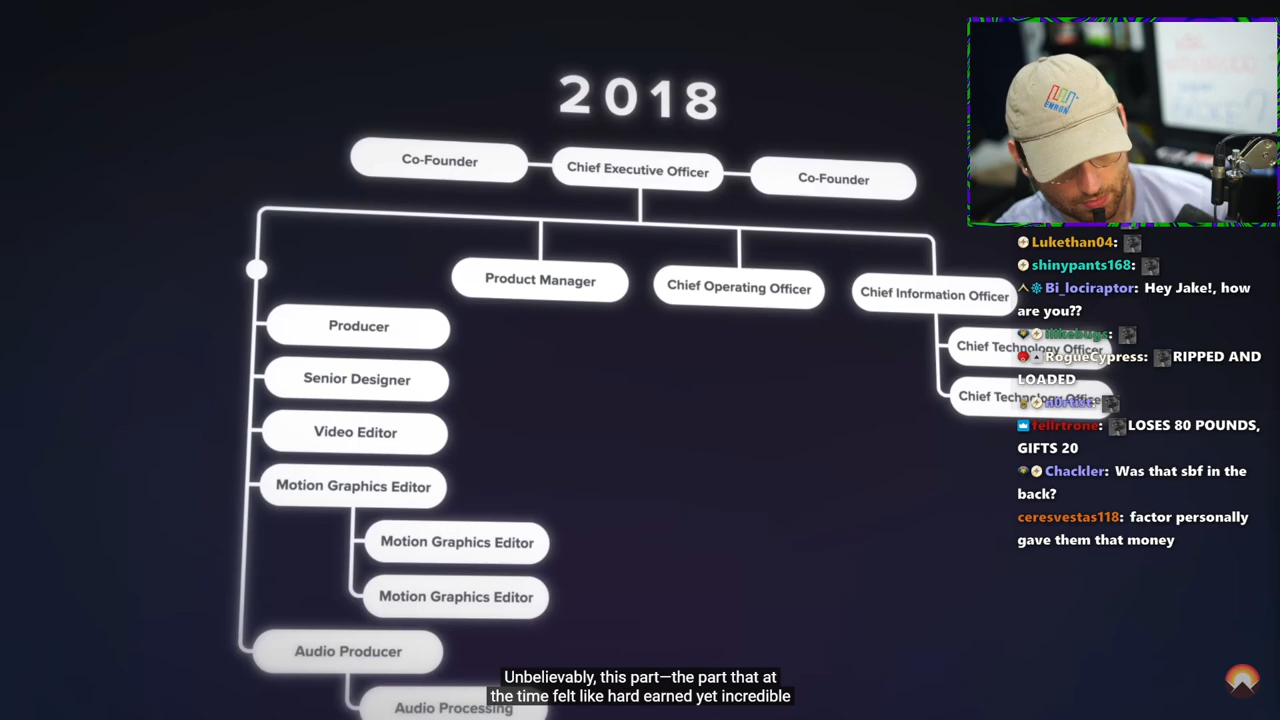 2018
Co-Founder
Chief Executive Officer
Co-Founder
Product Manager
Chief Operating Officer
Chief Information Officer
Chief Technology Officer
Chief Technology Office
Producer
Senior Designer
Video Editor
Motion Graphics Editor
Motion Graphics Editor
Motion Graphics Editor
Audio Producer
Audio Processing
Unbelievably, this part—the part that at
the time felt like hard earned yet incredible
ENRON
Lukethan04:
shinypants168:
Bi_lociraptor: Hey Jake!, how
are you??
RogueCypress: RIPPED AND
LOADED
fellrtrone: LOSES 80 POUNDS,
GIFTS 20
Chackler: Was that sbf in the
back?
ceresvestas118: factor personally
gave them that money